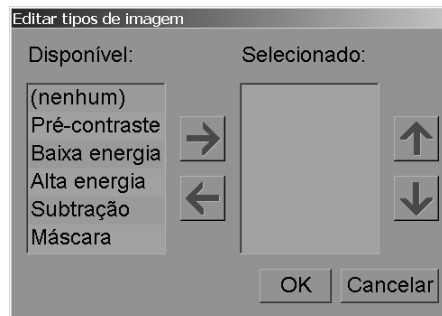 Editar tipos de imagem
Disponível:
Selecionado:
(nenhum)
Pré-contraste
Baixa energia
Alta energia
Subtração
Máscara
OK
Cancelar